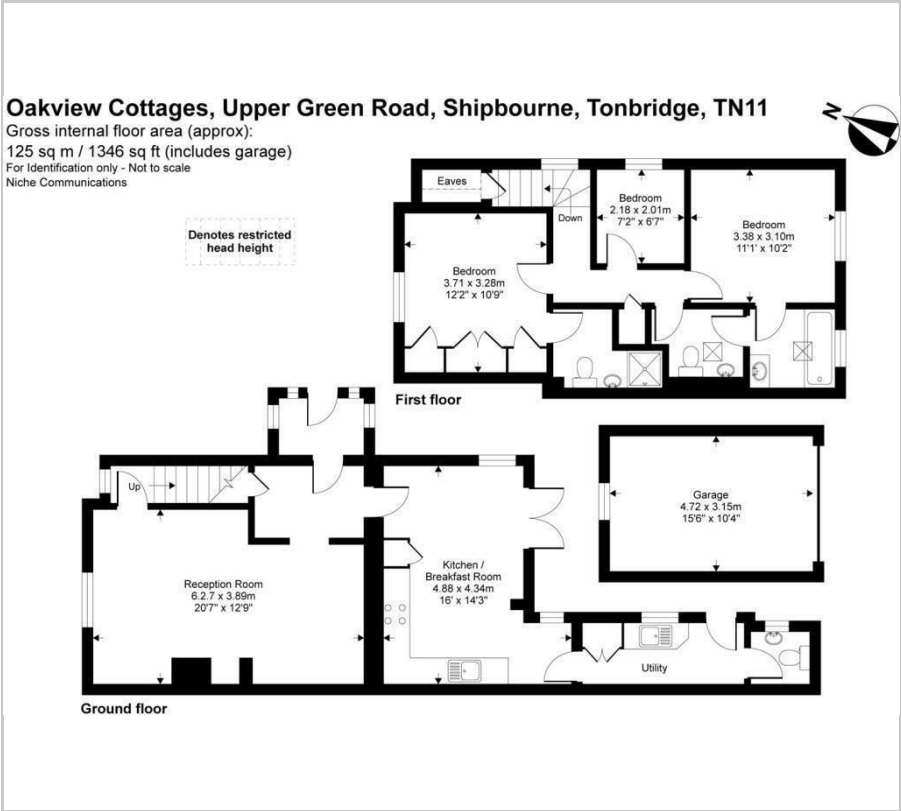 Oakview Cottages, Upper Green Road, Shipbourne, Tonbridge, TN11
Gross internal floor area (approx):
125 sq m / 1346 sq ft (includes garage)
For Identification only - Not to scale
Niche Communications
N
Denotes restricted
head height
Eaves
Down
Bedroom
2.18 x 2.01m
7'2" x 6'7"
Bedroom
3.38 x 3.10m
11'1' x 10'2"
Bedroom
3.71 x 3.28m
12'2" x 10'9"
First floor
Up
Reception Room
6.2.7 x 3.89m
20'7" x 12'9"
Kitchen /
Breakfast Room
4.88 x 4.34m
16' x 14'3"
Garage
4.72 x 3.15m
15'6" x 10'4"
Utility
Ground floor